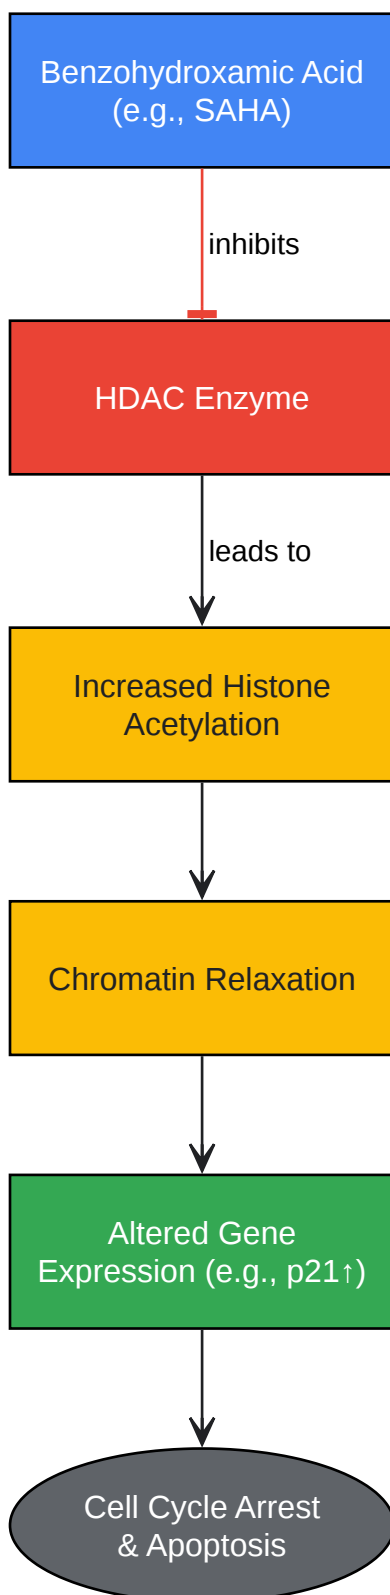 Benzohydroxamic Acid
(e.g., SAHA)
inhibits
HDAC Enzyme
leads to
Increased Histone
Acetylation
Chromatin Relaxation
Altered Gene
Expression (e.g., p21↑)
Cell Cycle Arrest
& Apoptosis